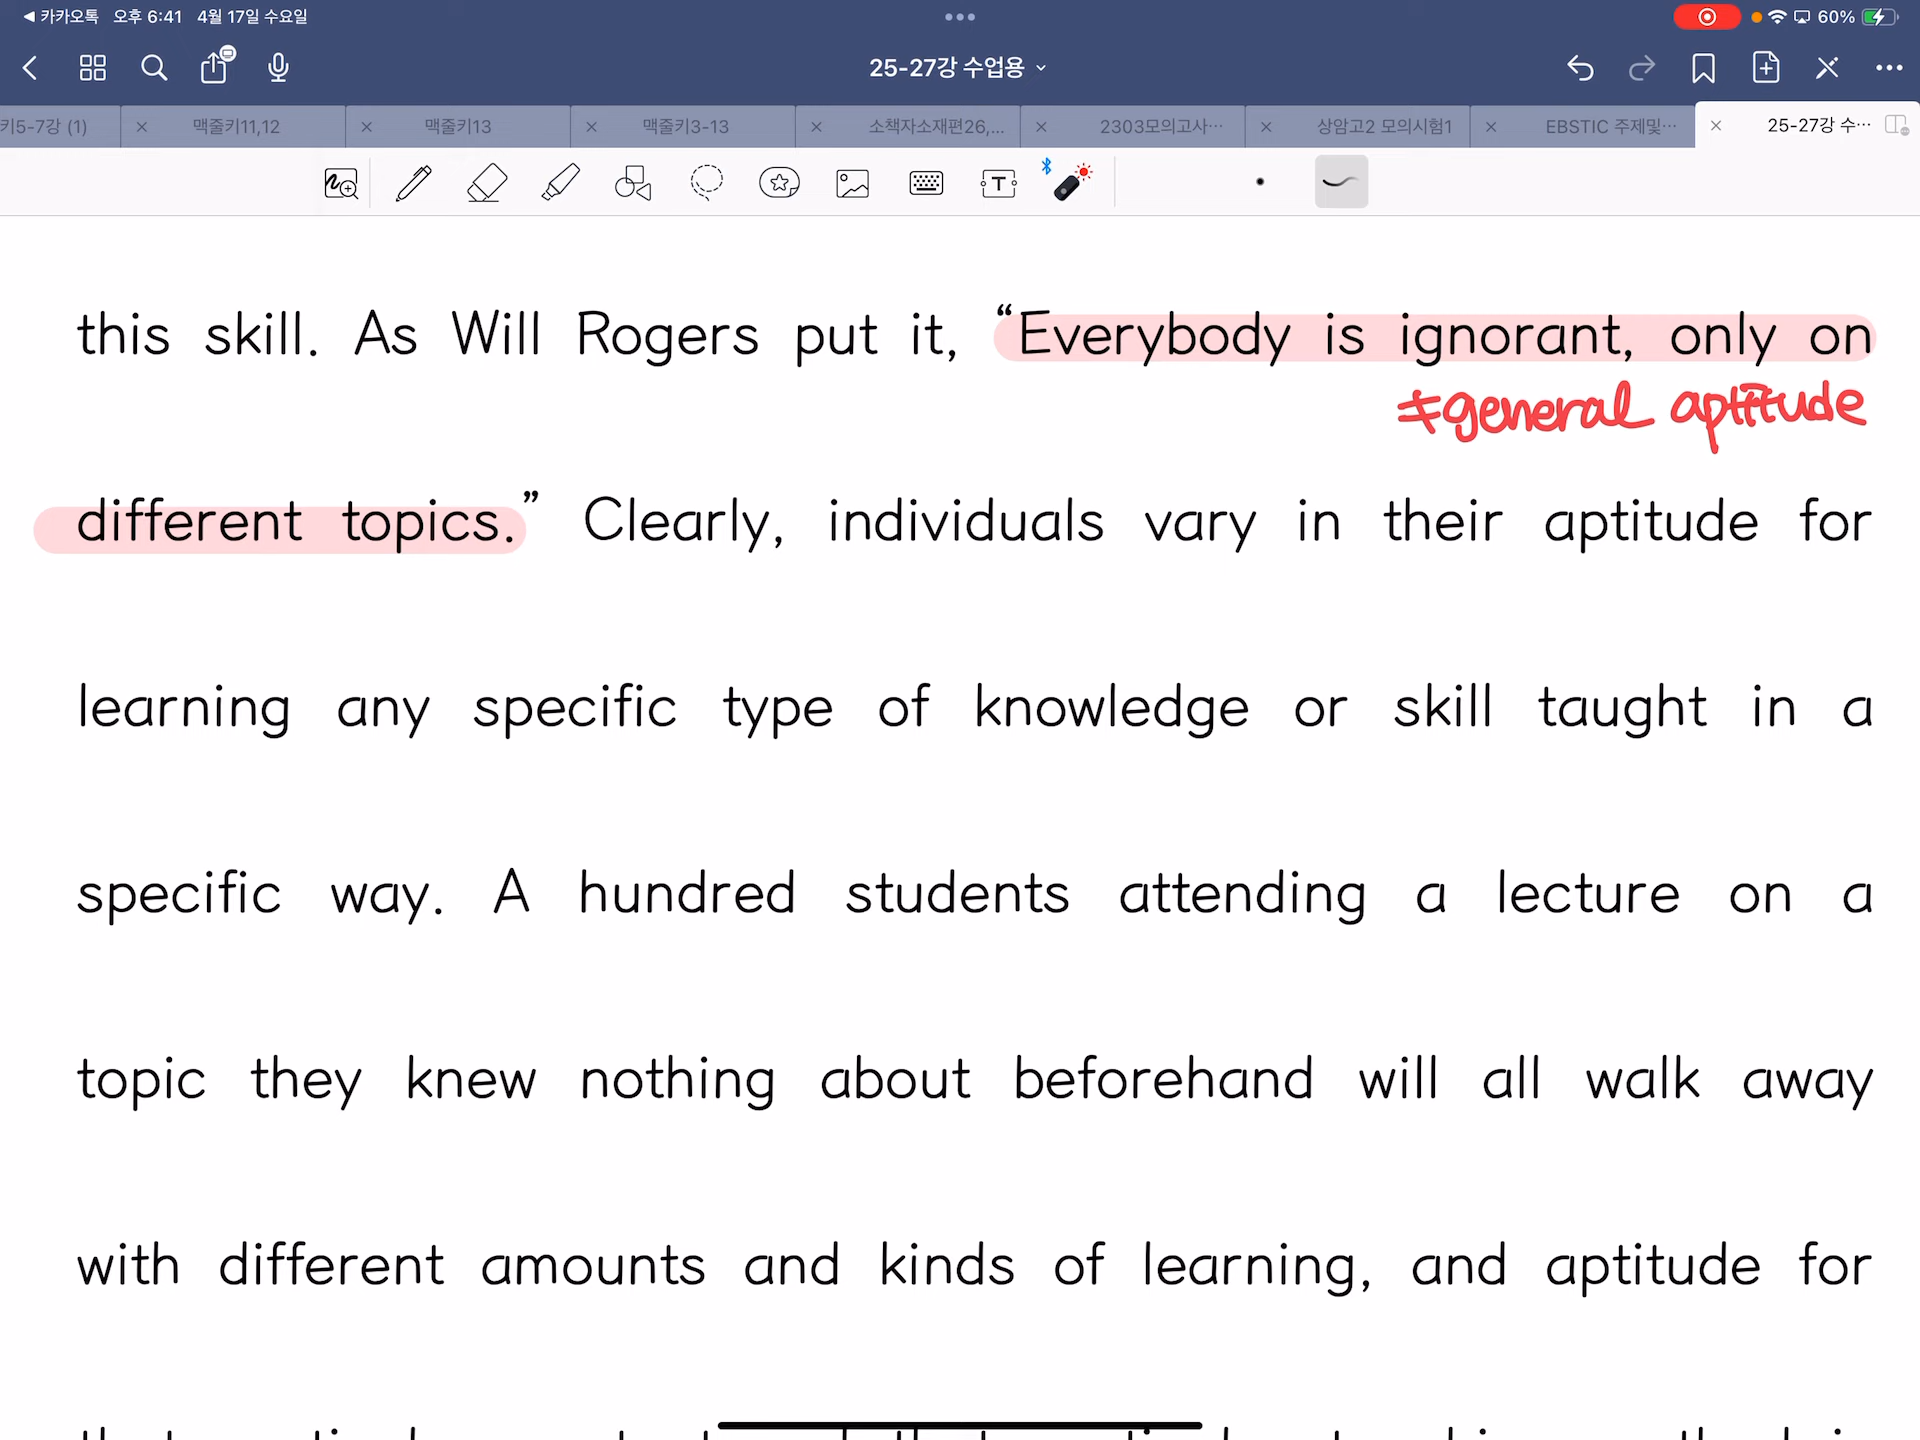 ◀ 카카오톡 오후 6:41 4월 17일 수요일 60%
25-27강 수업용
키5-7강 (1) 맥줄키11,12 맥줄키13 맥줄키3-13 소책자소재편26,... 2303모의고사… 상암고2 모의시험1 EBSTIC 주제및… 25-27강 수…
this skill. As Will Rogers put it, “Everybody is ignorant, only on
≠general aptitude
different topics.” Clearly, individuals vary in their aptitude for
learning any specific type of knowledge or skill taught in a
specific way. A hundred students attending a lecture on a
topic they knew nothing about beforehand will all walk away
with different amounts and kinds of learning, and aptitude for